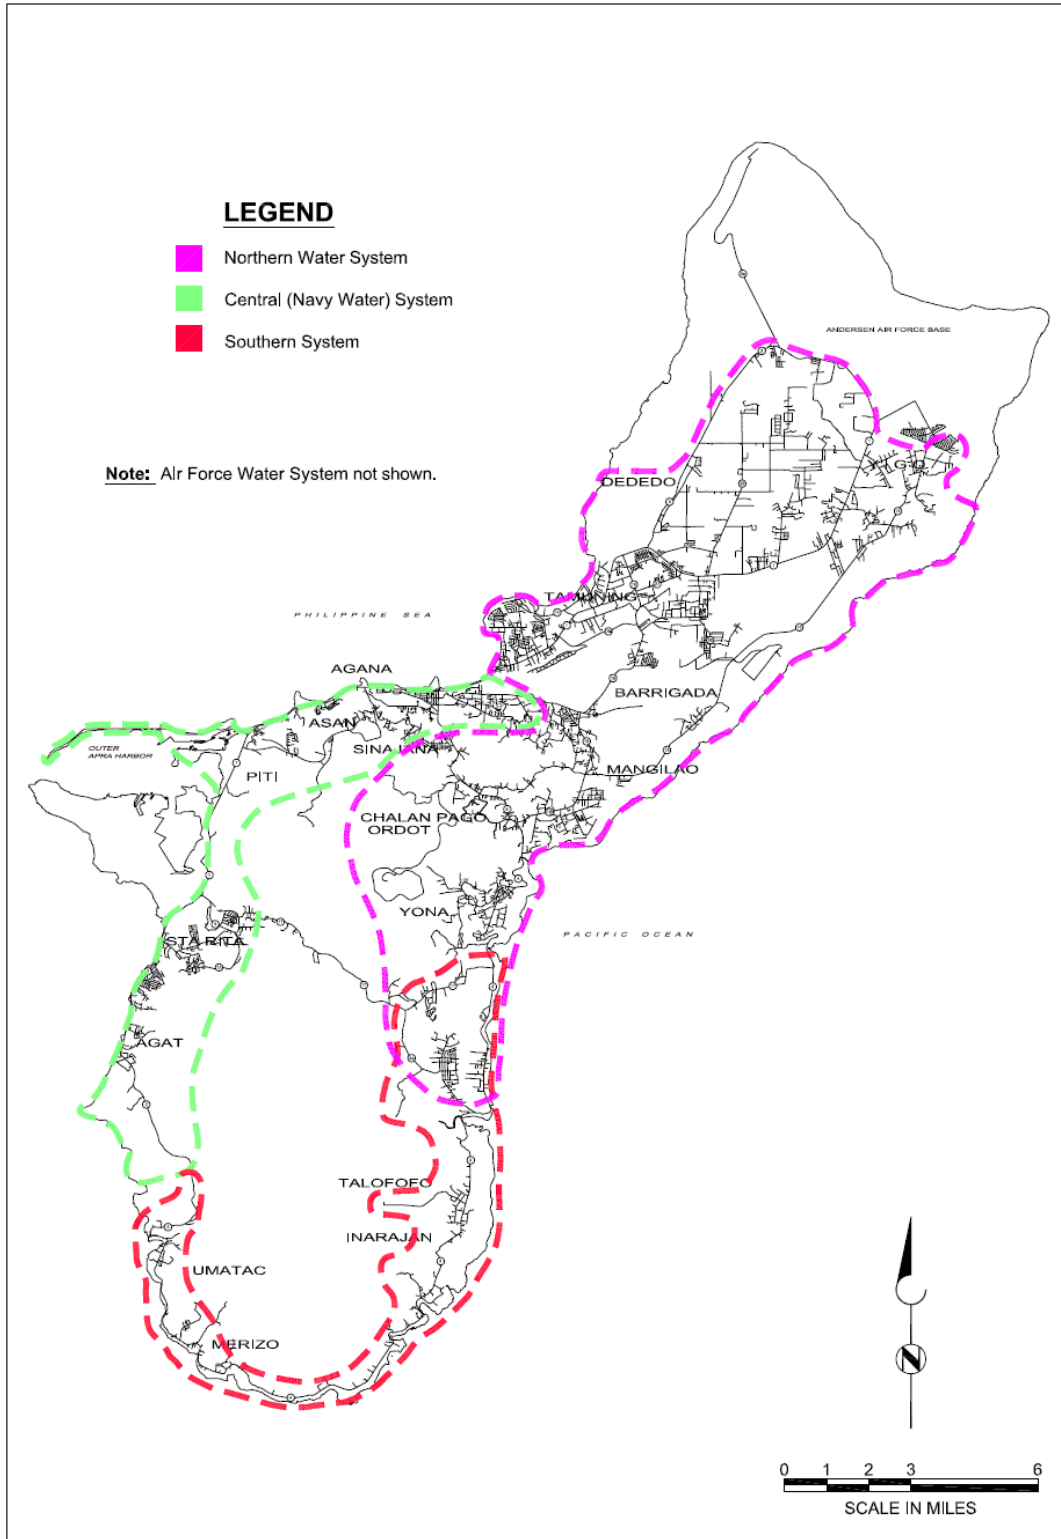 LEGEND
Northern Water System
Central (Navy Water) System
Southern System
ANDERSEN AIR FORCE BASE
Note: Air Force Water System not shown.
DEDEDO
TAMUNING
PHILIPPINE SEA
AGANA
BARRIGADA
ASAN
SINAJANA
OUTER
APRA HARBOR
PITI
MANGILAO
CHALAN PAGO
ORDOT
YONA
PACIFIC OCEAN
STA RITA
AGAT
TALOFOFO
INARAJAN
UMATAC
MERIZO
N
0 1 2 3 6
SCALE IN MILES